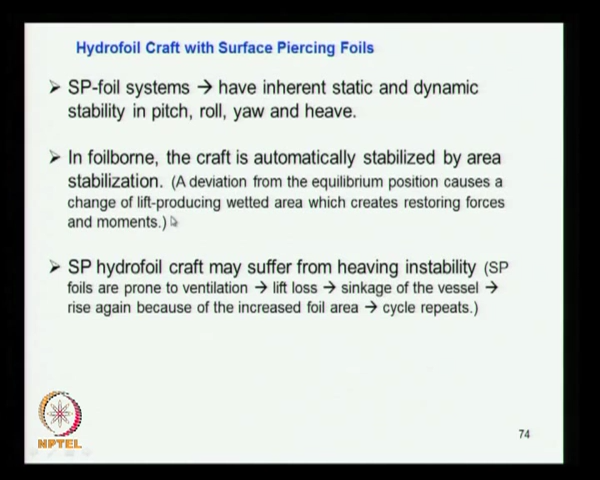 Hydrofoil Craft with Surface Piercing Foils
➢ SP-foil systems → have inherent static and dynamic
stability in pitch, roll, yaw and heave.
➢ In foilborne, the craft is automatically stabilized by area
stabilization. (A deviation from the equilibrium position causes a
change of lift-producing wetted area which creates restoring forces
and moments.)
➢ SP hydrofoil craft may suffer from heaving instability (SP
foils are prone to ventilation → lift loss → sinkage of the vessel →
rise again because of the increased foil area → cycle repeats.)
NPTEL
74